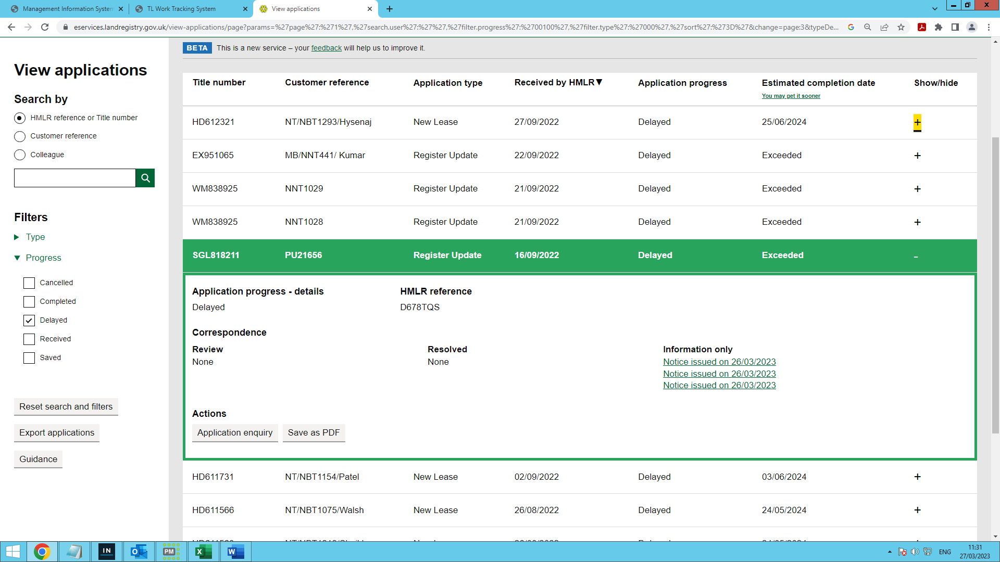 Management Information System
TL Work Tracking System
View applications
eservices.landregistry.gov.uk/view-applications/page?params=%27page%27:%271%27,%27search.user%27:%27%27,%27filter.progress%27:%2700100%27,%27filter.type%27:%27000%27,%27sort%27:%273D%27&change=page:3&typeDe...
BETA This is a new service – your feedback will help us to improve it.
View applications
Search by
HMLR reference or Title number
Customer reference
Colleague
Filters
Type
Progress
Cancelled
Completed
Delayed
Received
Saved
Reset search and filters
Export applications
Guidance
Title number Customer reference Application type Received by HMLR▼ Application progress Estimated completion date Show/hide
You may get it sooner
HD612321 NT/NBT1293/Hysenaj New Lease 27/09/2022 Delayed 25/06/2024 +
EX951065 MB/NNT441/ Kumar Register Update 22/09/2022 Delayed Exceeded +
WM838925 NNT1029 Register Update 21/09/2022 Delayed Exceeded +
WM838925 NNT1028 Register Update 21/09/2022 Delayed Exceeded +
SGL818211 PU21656 Register Update 16/09/2022 Delayed Exceeded -
Application progress - details HMLR reference
Delayed D678TQS
Correspondence
Review Resolved Information only
None None Notice issued on 26/03/2023
Notice issued on 26/03/2023
Notice issued on 26/03/2023
Actions
Application enquiry Save as PDF
HD611731 NT/NBT1154/Patel New Lease 02/09/2022 Delayed 03/06/2024 +
HD611566 NT/NBT1075/Walsh New Lease 26/08/2022 Delayed 24/05/2024 +
IN
PM
ENG
11:31
27/03/2023